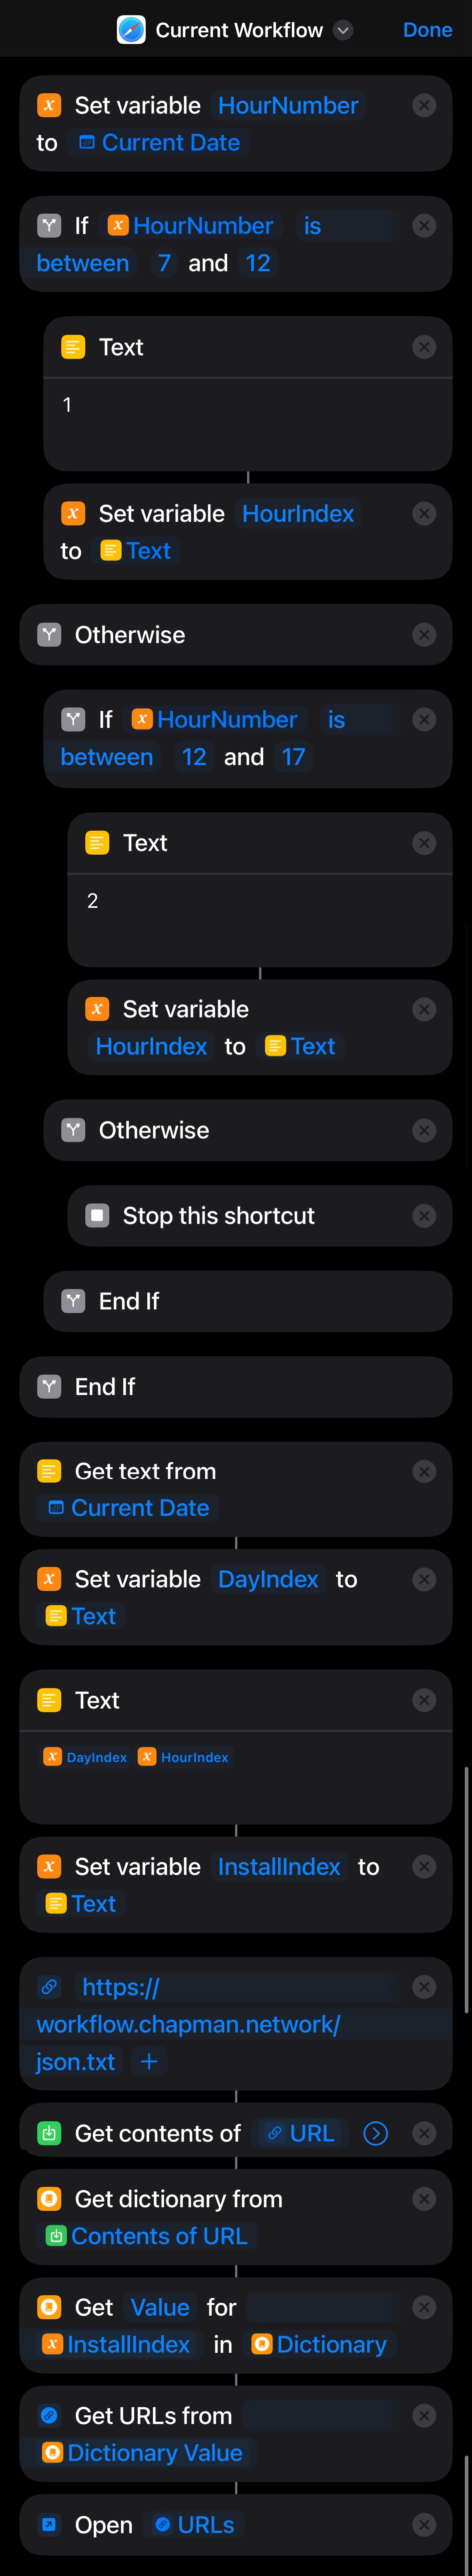 Current Workflow Done
Set variable HourNumber
to Current Date
If HourNumber is
between 7 and 12
Text
1
Set variable HourIndex
to Text
Otherwise
If HourNumber is
between 12 and 17
Text
2
Set variable
HourIndex to Text
Otherwise
Stop this shortcut
End If
End If
Get text from
Current Date
Set variable DayIndex to
Text
Text
DayIndex HourIndex
Set variable InstallIndex to
Text
https://
workflow.chapman.network/
json.txt
Get contents of URL
Get dictionary from
Contents of URL
Get Value for
InstallIndex in Dictionary
Get URLs from
Dictionary Value
Open URLs